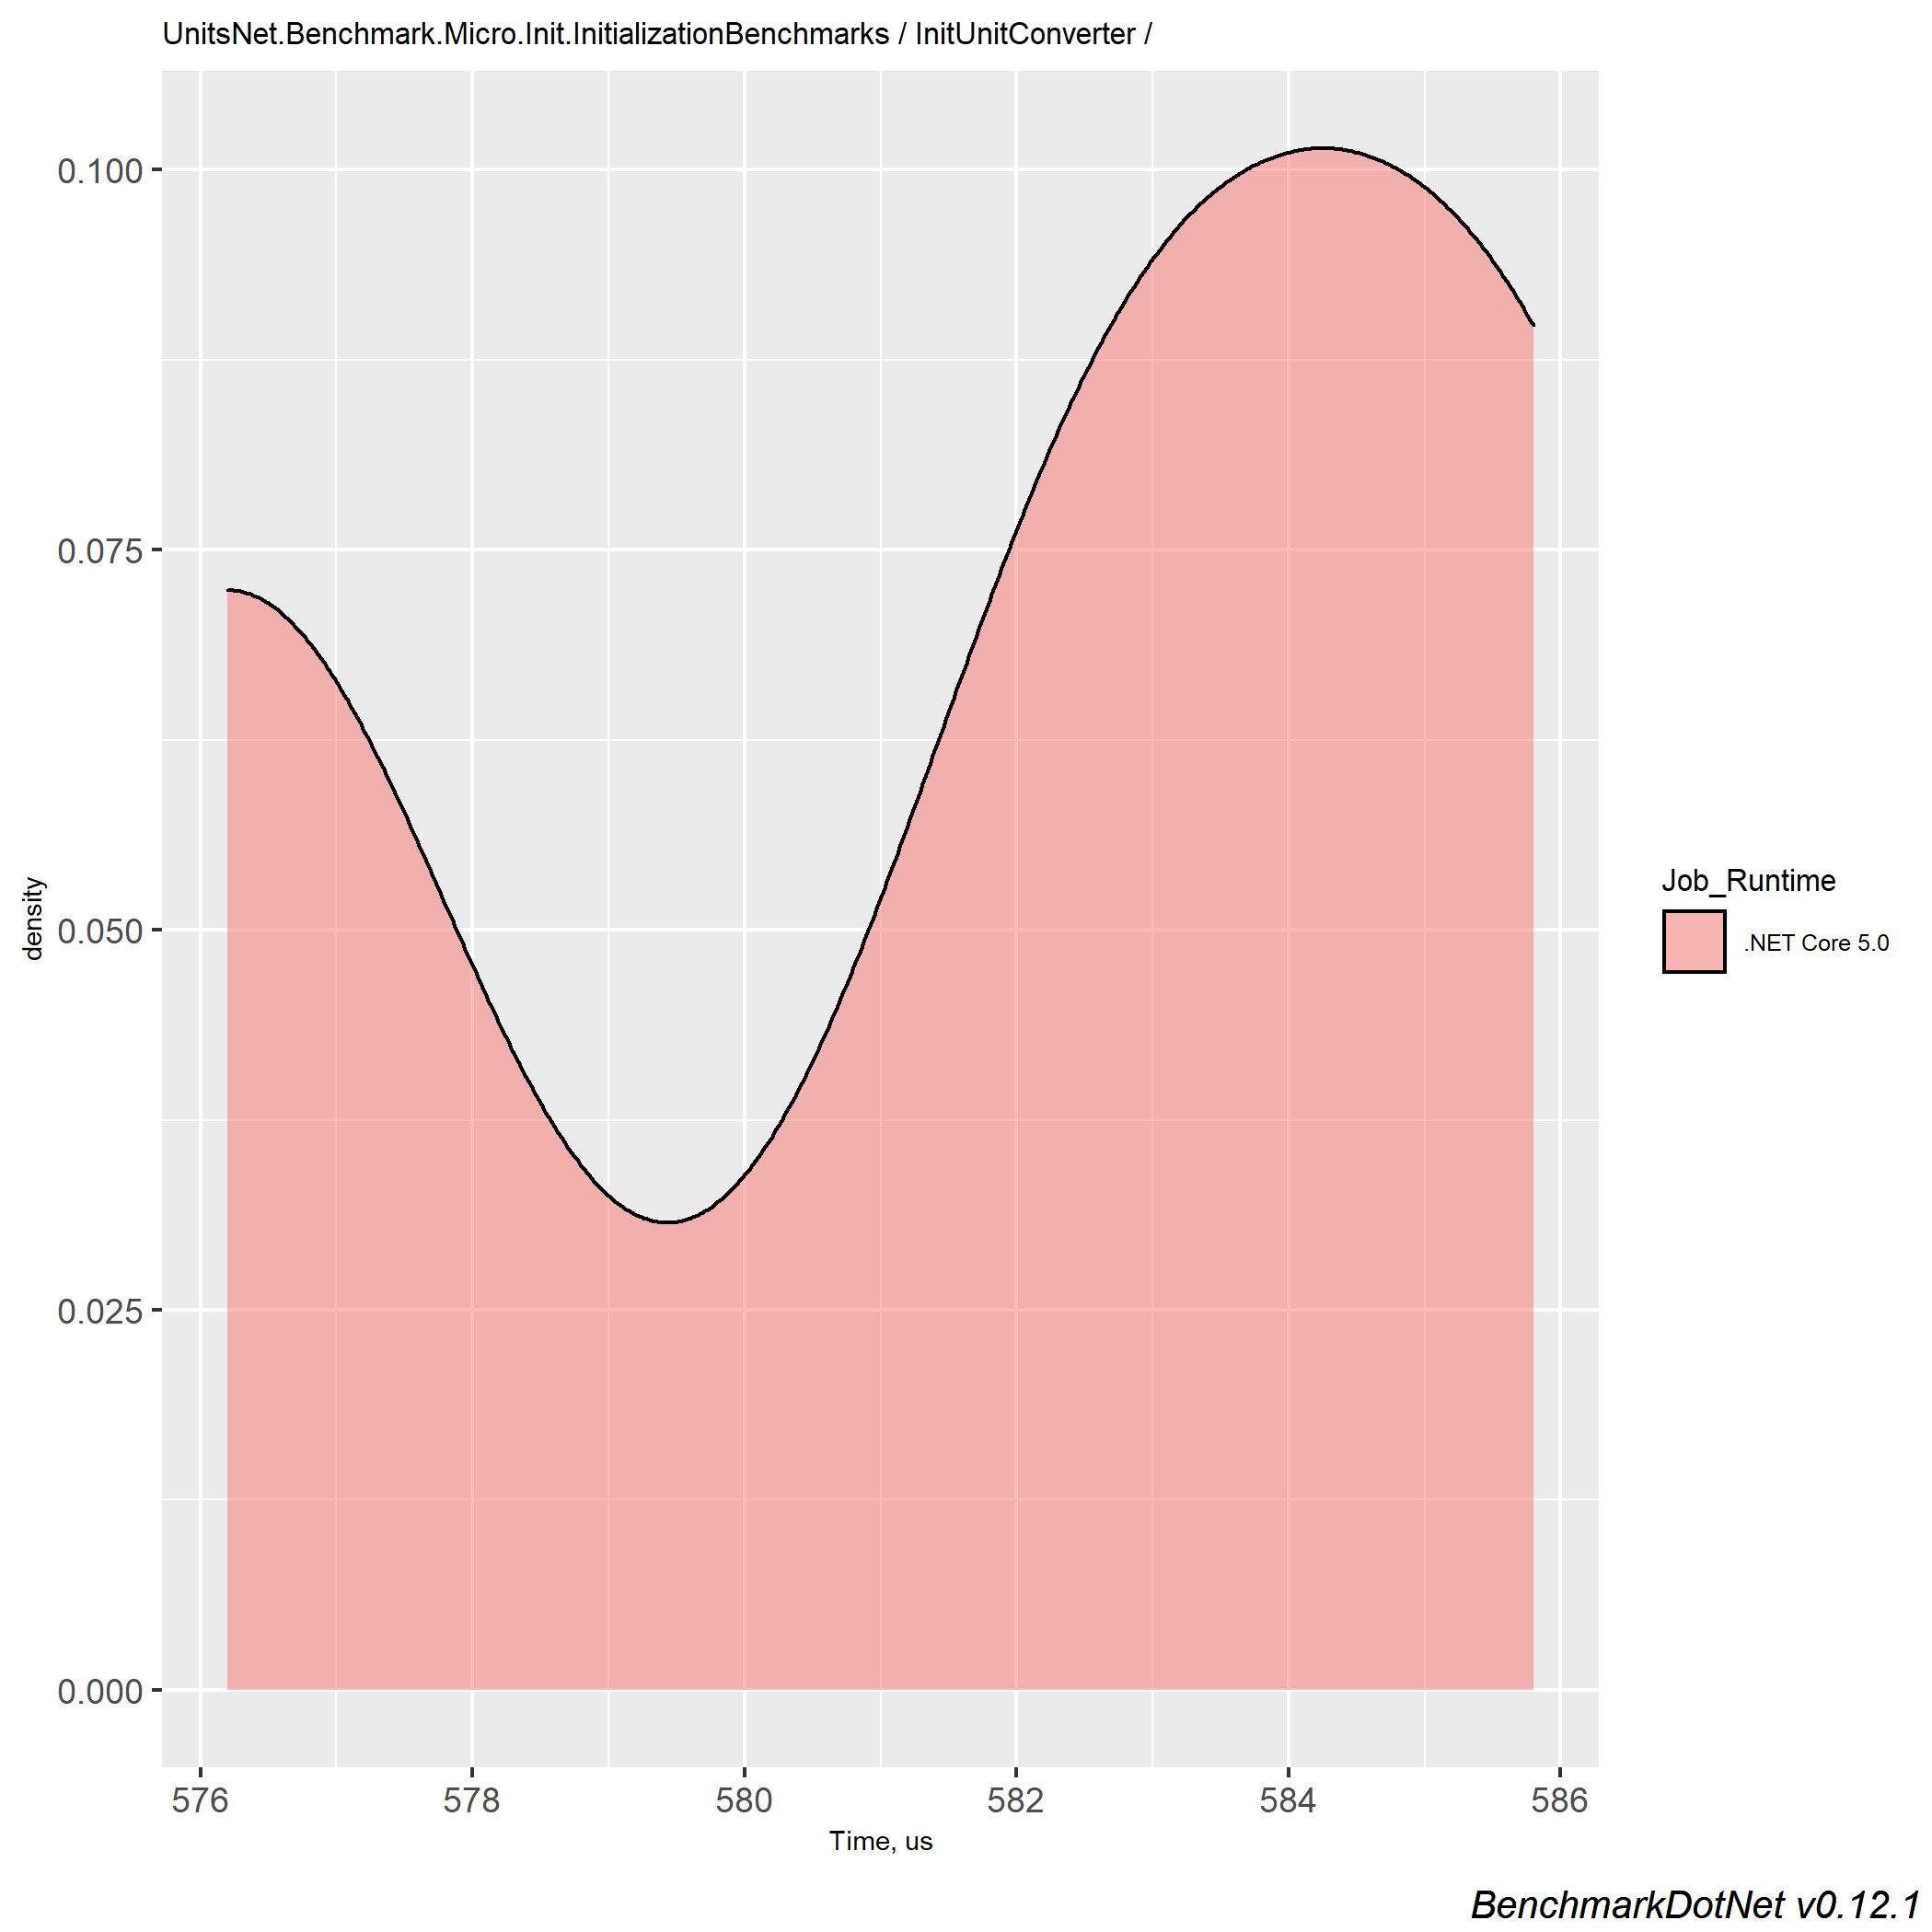 UnitsNet.Benchmark.Micro.Init.InitializationBenchmarks / InitUnitConverter /
0.100
0.075
0.050
0.025
0.000
density
576 578 580 582 584 586
Time, us
Job_Runtime
.NET Core 5.0
BenchmarkDotNet v0.12.1